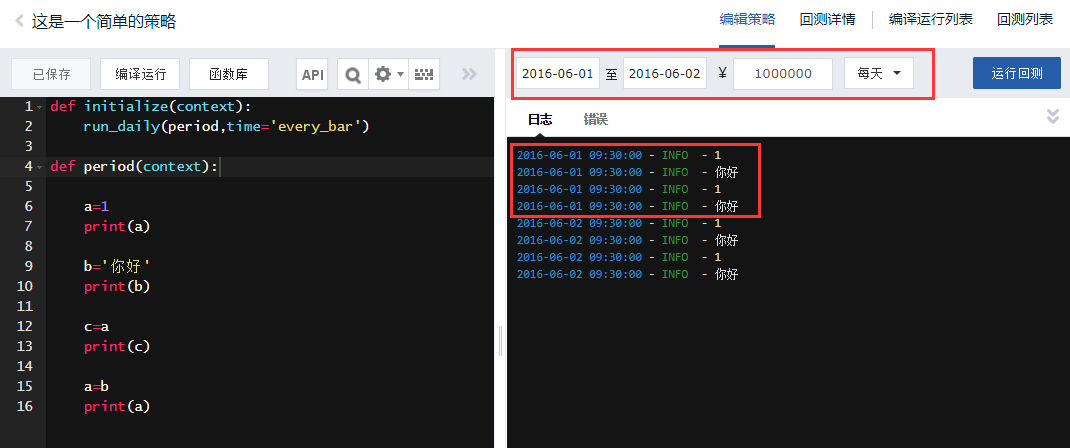 这是一个简单的策略
编辑策略 回测详情 编译运行列表 回测列表
已保存 编译运行 函数库 API
2016-06-01 至 2016-06-02 ￥ 1000000 每天 运行回测
日志 错误
1 def initialize(context):
2 run_daily(period,time='every_bar')
3
4 def period(context):
5
6 a=1
7 print(a)
8
9 b='你好'
10 print(b)
11
12 c=a
13 print(c)
14
15 a=b
16 print(a)
2016-06-01 09:30:00 - INFO - 1
2016-06-01 09:30:00 - INFO - 你好
2016-06-01 09:30:00 - INFO - 1
2016-06-01 09:30:00 - INFO - 你好
2016-06-02 09:30:00 - INFO - 1
2016-06-02 09:30:00 - INFO - 你好
2016-06-02 09:30:00 - INFO - 1
2016-06-02 09:30:00 - INFO - 你好